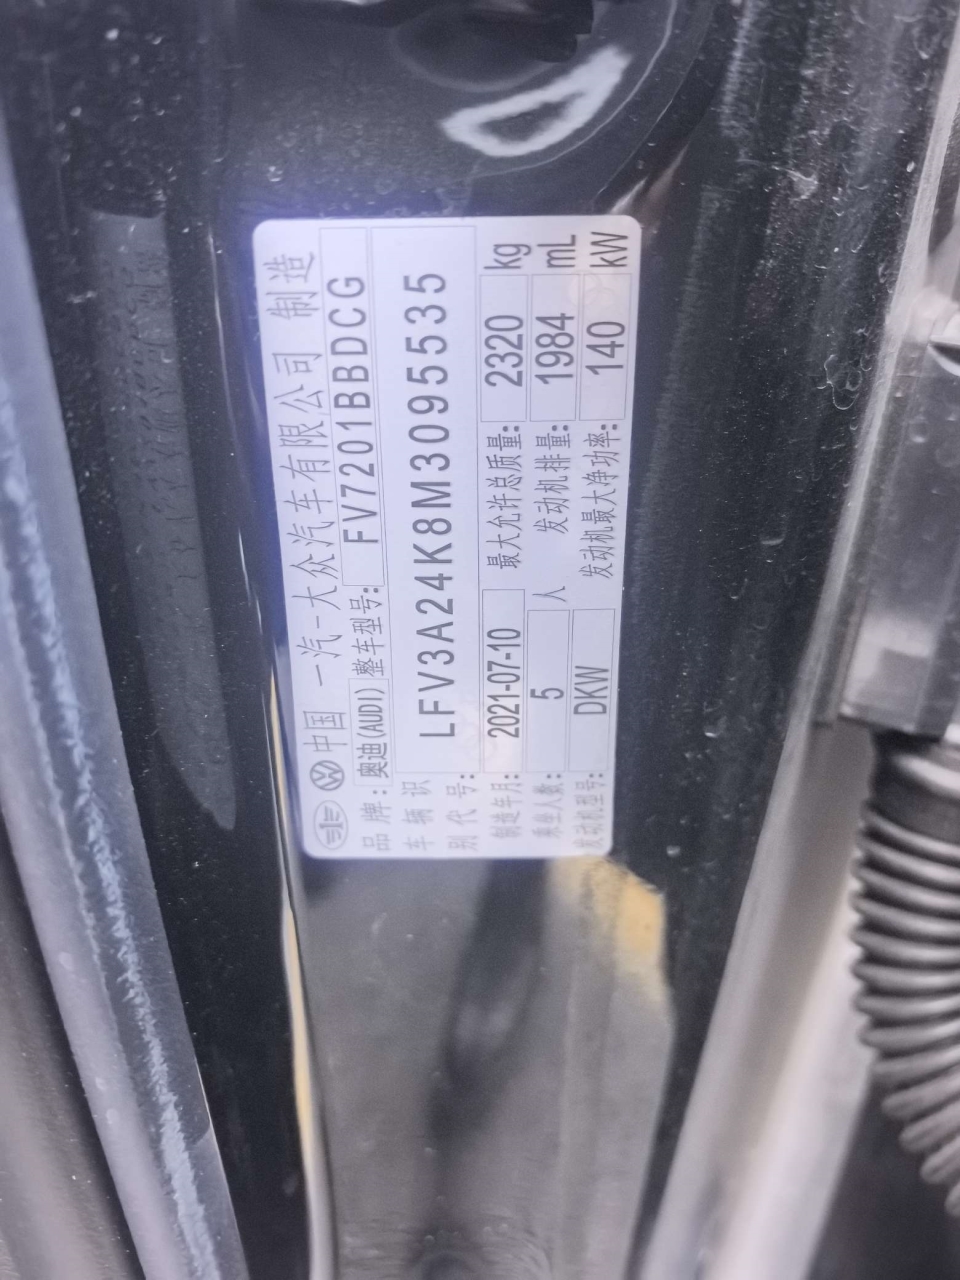 中国 一汽-大众汽车有限公司 制造
品牌: 奥迪(AUDI) 整车型号: FV7201BBDCG
车辆识别代号: LFV3A24K8M3095535
制造年月: 2021-07-10 最大允许总质量: 2320 kg
乘坐人数: 5 人 发动机排量: 1984 mL
发动机型号: DKW 发动机最大净功率: 140 kW